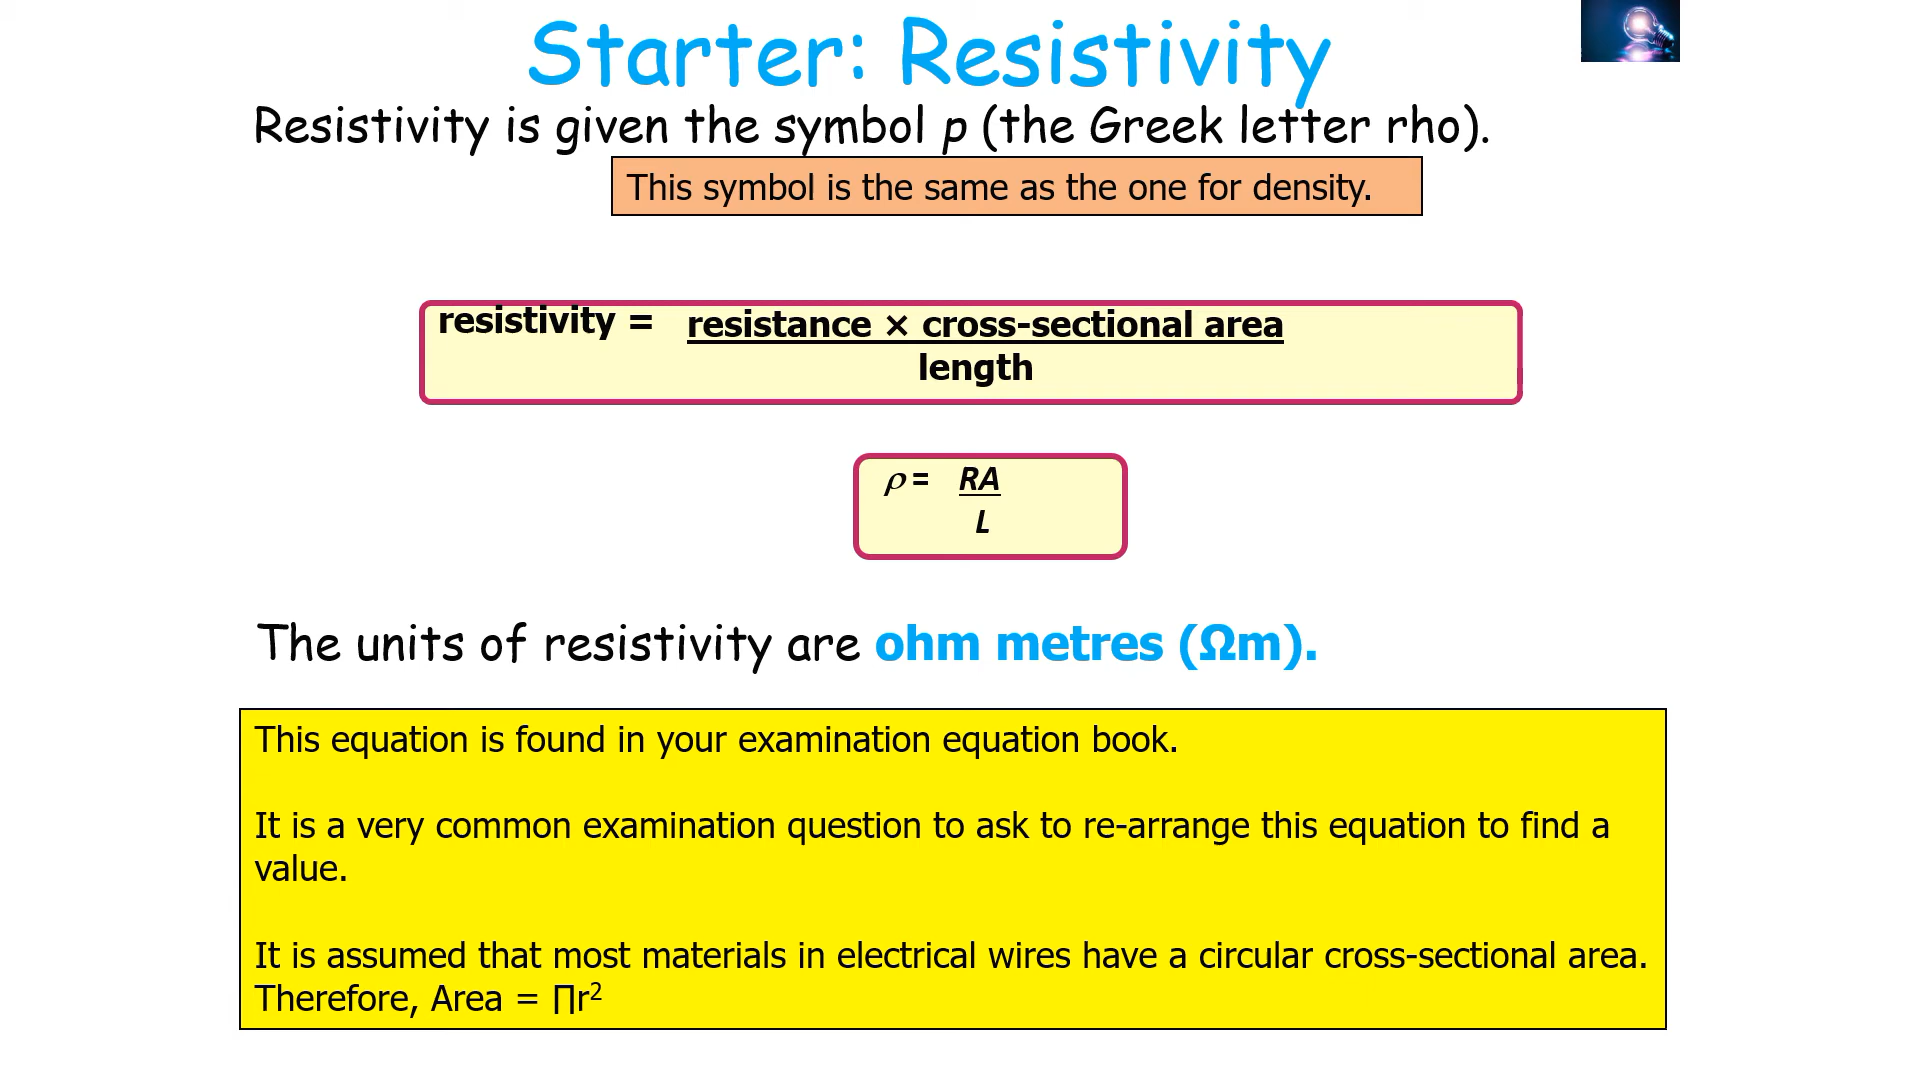 Starter: Resistivity
Resistivity is given the symbol p (the Greek letter rho).
This symbol is the same as the one for density.
resistivity = resistance × cross-sectional area
length
ρ = RA
L
The units of resistivity are ohm metres (Ωm).
This equation is found in your examination equation book.
It is a very common examination question to ask to re-arrange this equation to find a
value.
It is assumed that most materials in electrical wires have a circular cross-sectional area.
Therefore, Area = ∏r²